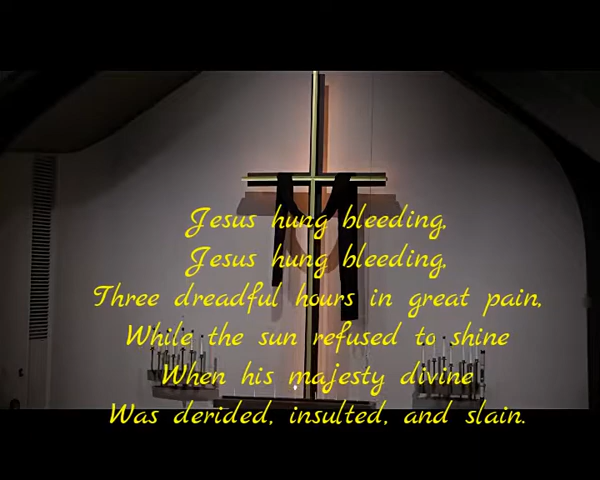 Jesus hung bleeding,
Jesus hung bleeding,
Three dreadful hours in great pain,
While the sun refused to shine
When his majesty divine
Was derided, insulted, and slain.